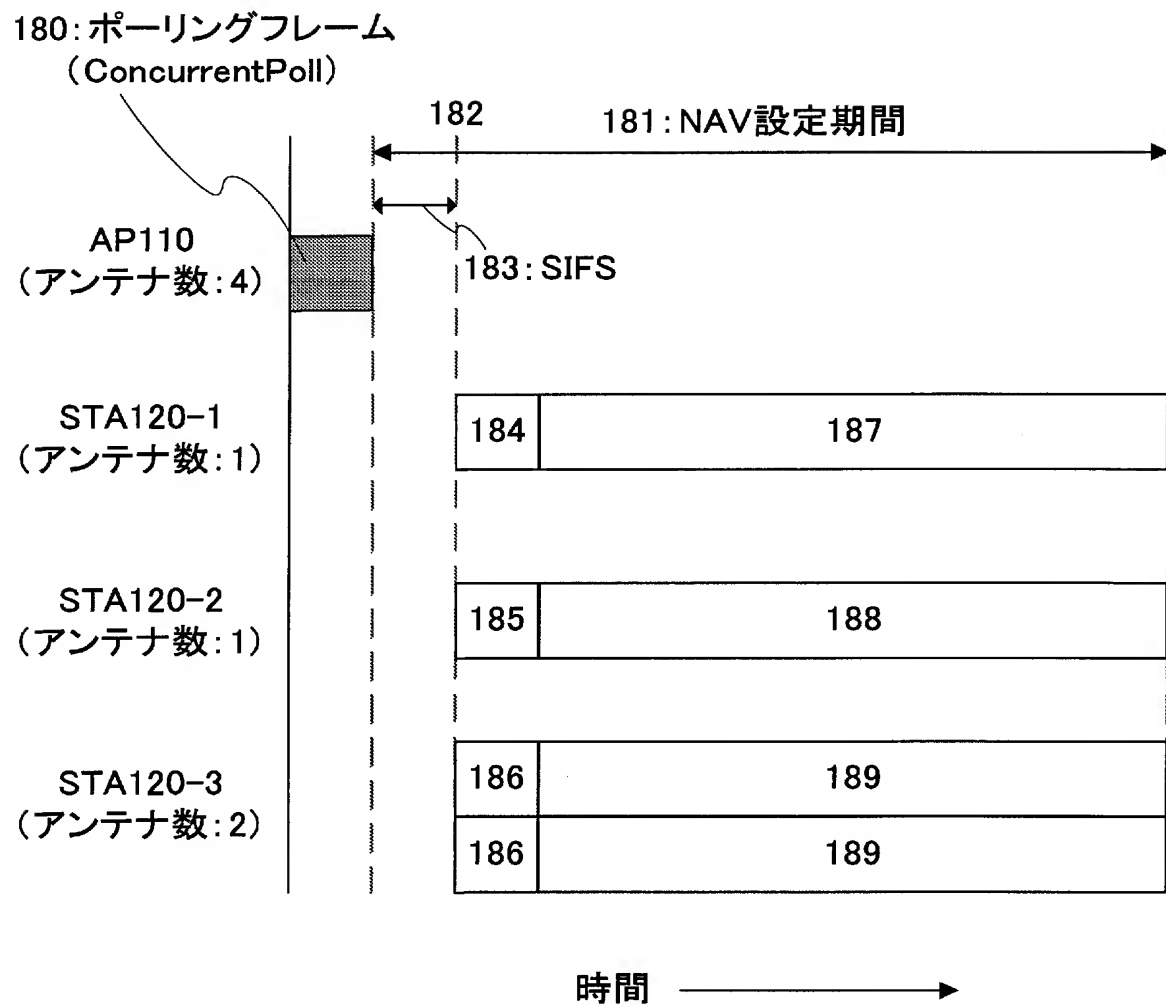 180:ポーリングフレーム
(ConcurrentPoll)
182
181:NAV設定期間
AP110
(アンテナ数:4)
183:SIFS
STA120-1
(アンテナ数:1)
184
187
STA120-2
(アンテナ数:1)
185
188
STA120-3
(アンテナ数:2)
186
189
186
189
時間